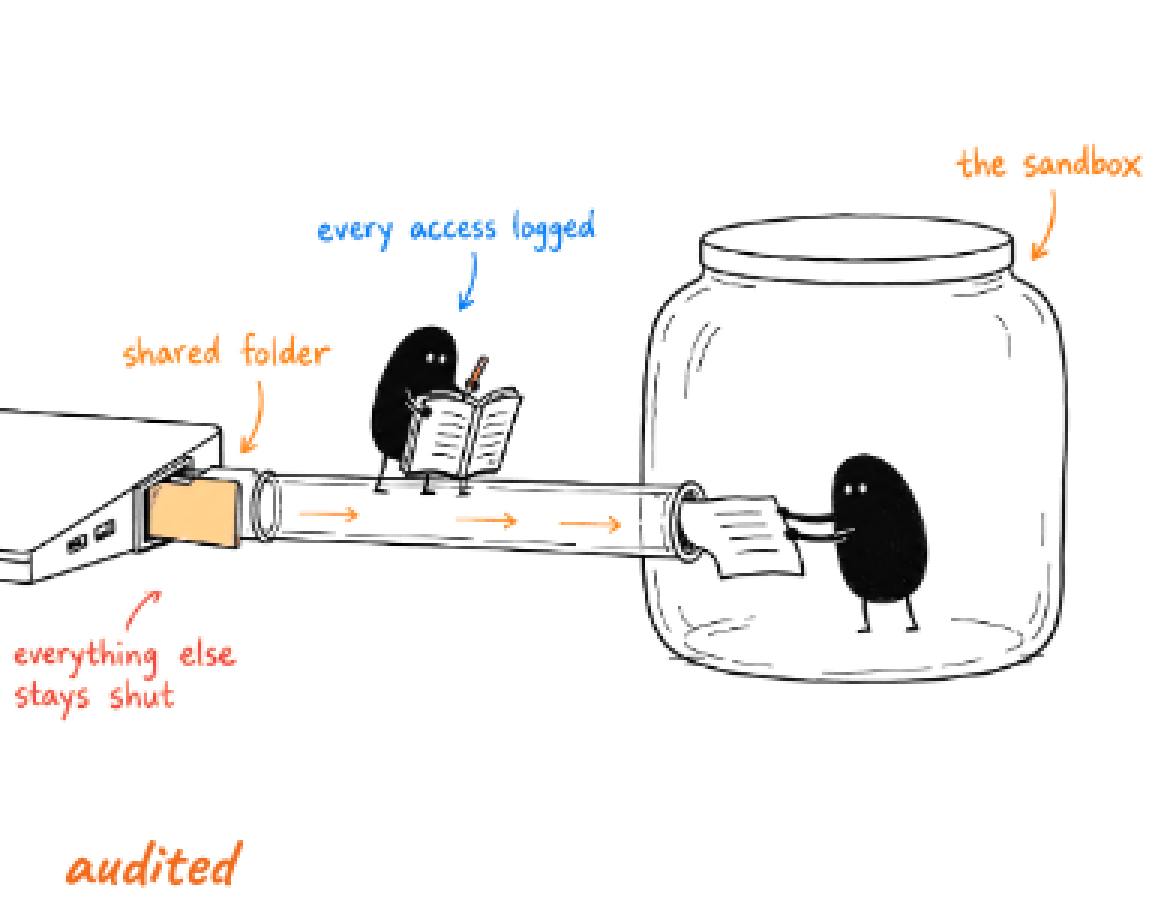 the sandbox
every access logged
shared folder
everything else
stays shut
audited